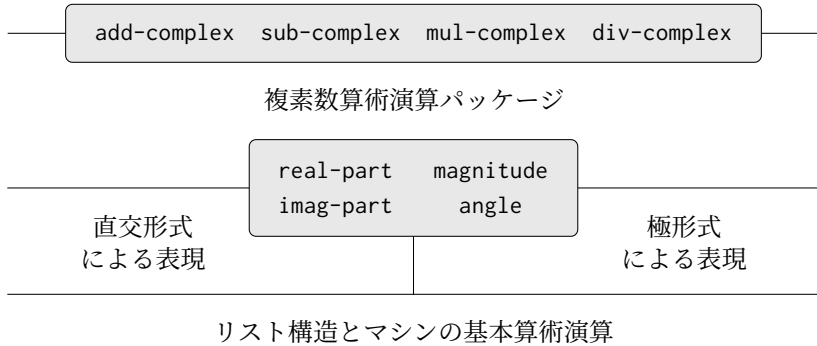 add-complex sub-complex mul-complex div-complex
複素数算術演算パッケージ
real-part magnitude
imag-part angle
直交形式
による表現
極形式
による表現
リスト構造とマシンの基本算術演算